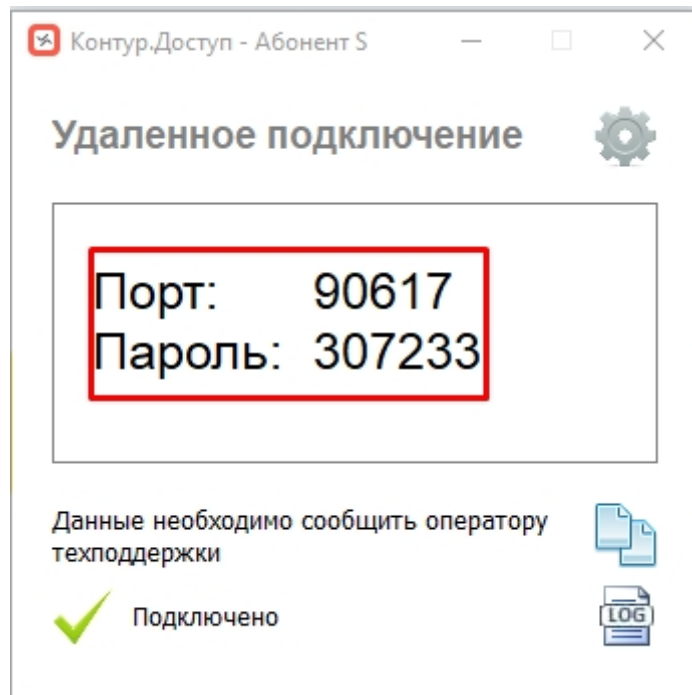 Контур.Доступ - Абонент S
Удаленное подключение
Порт: 90617
Пароль: 307233
Данные необходимо сообщить оператору
техподдержки
Подключено
LOG